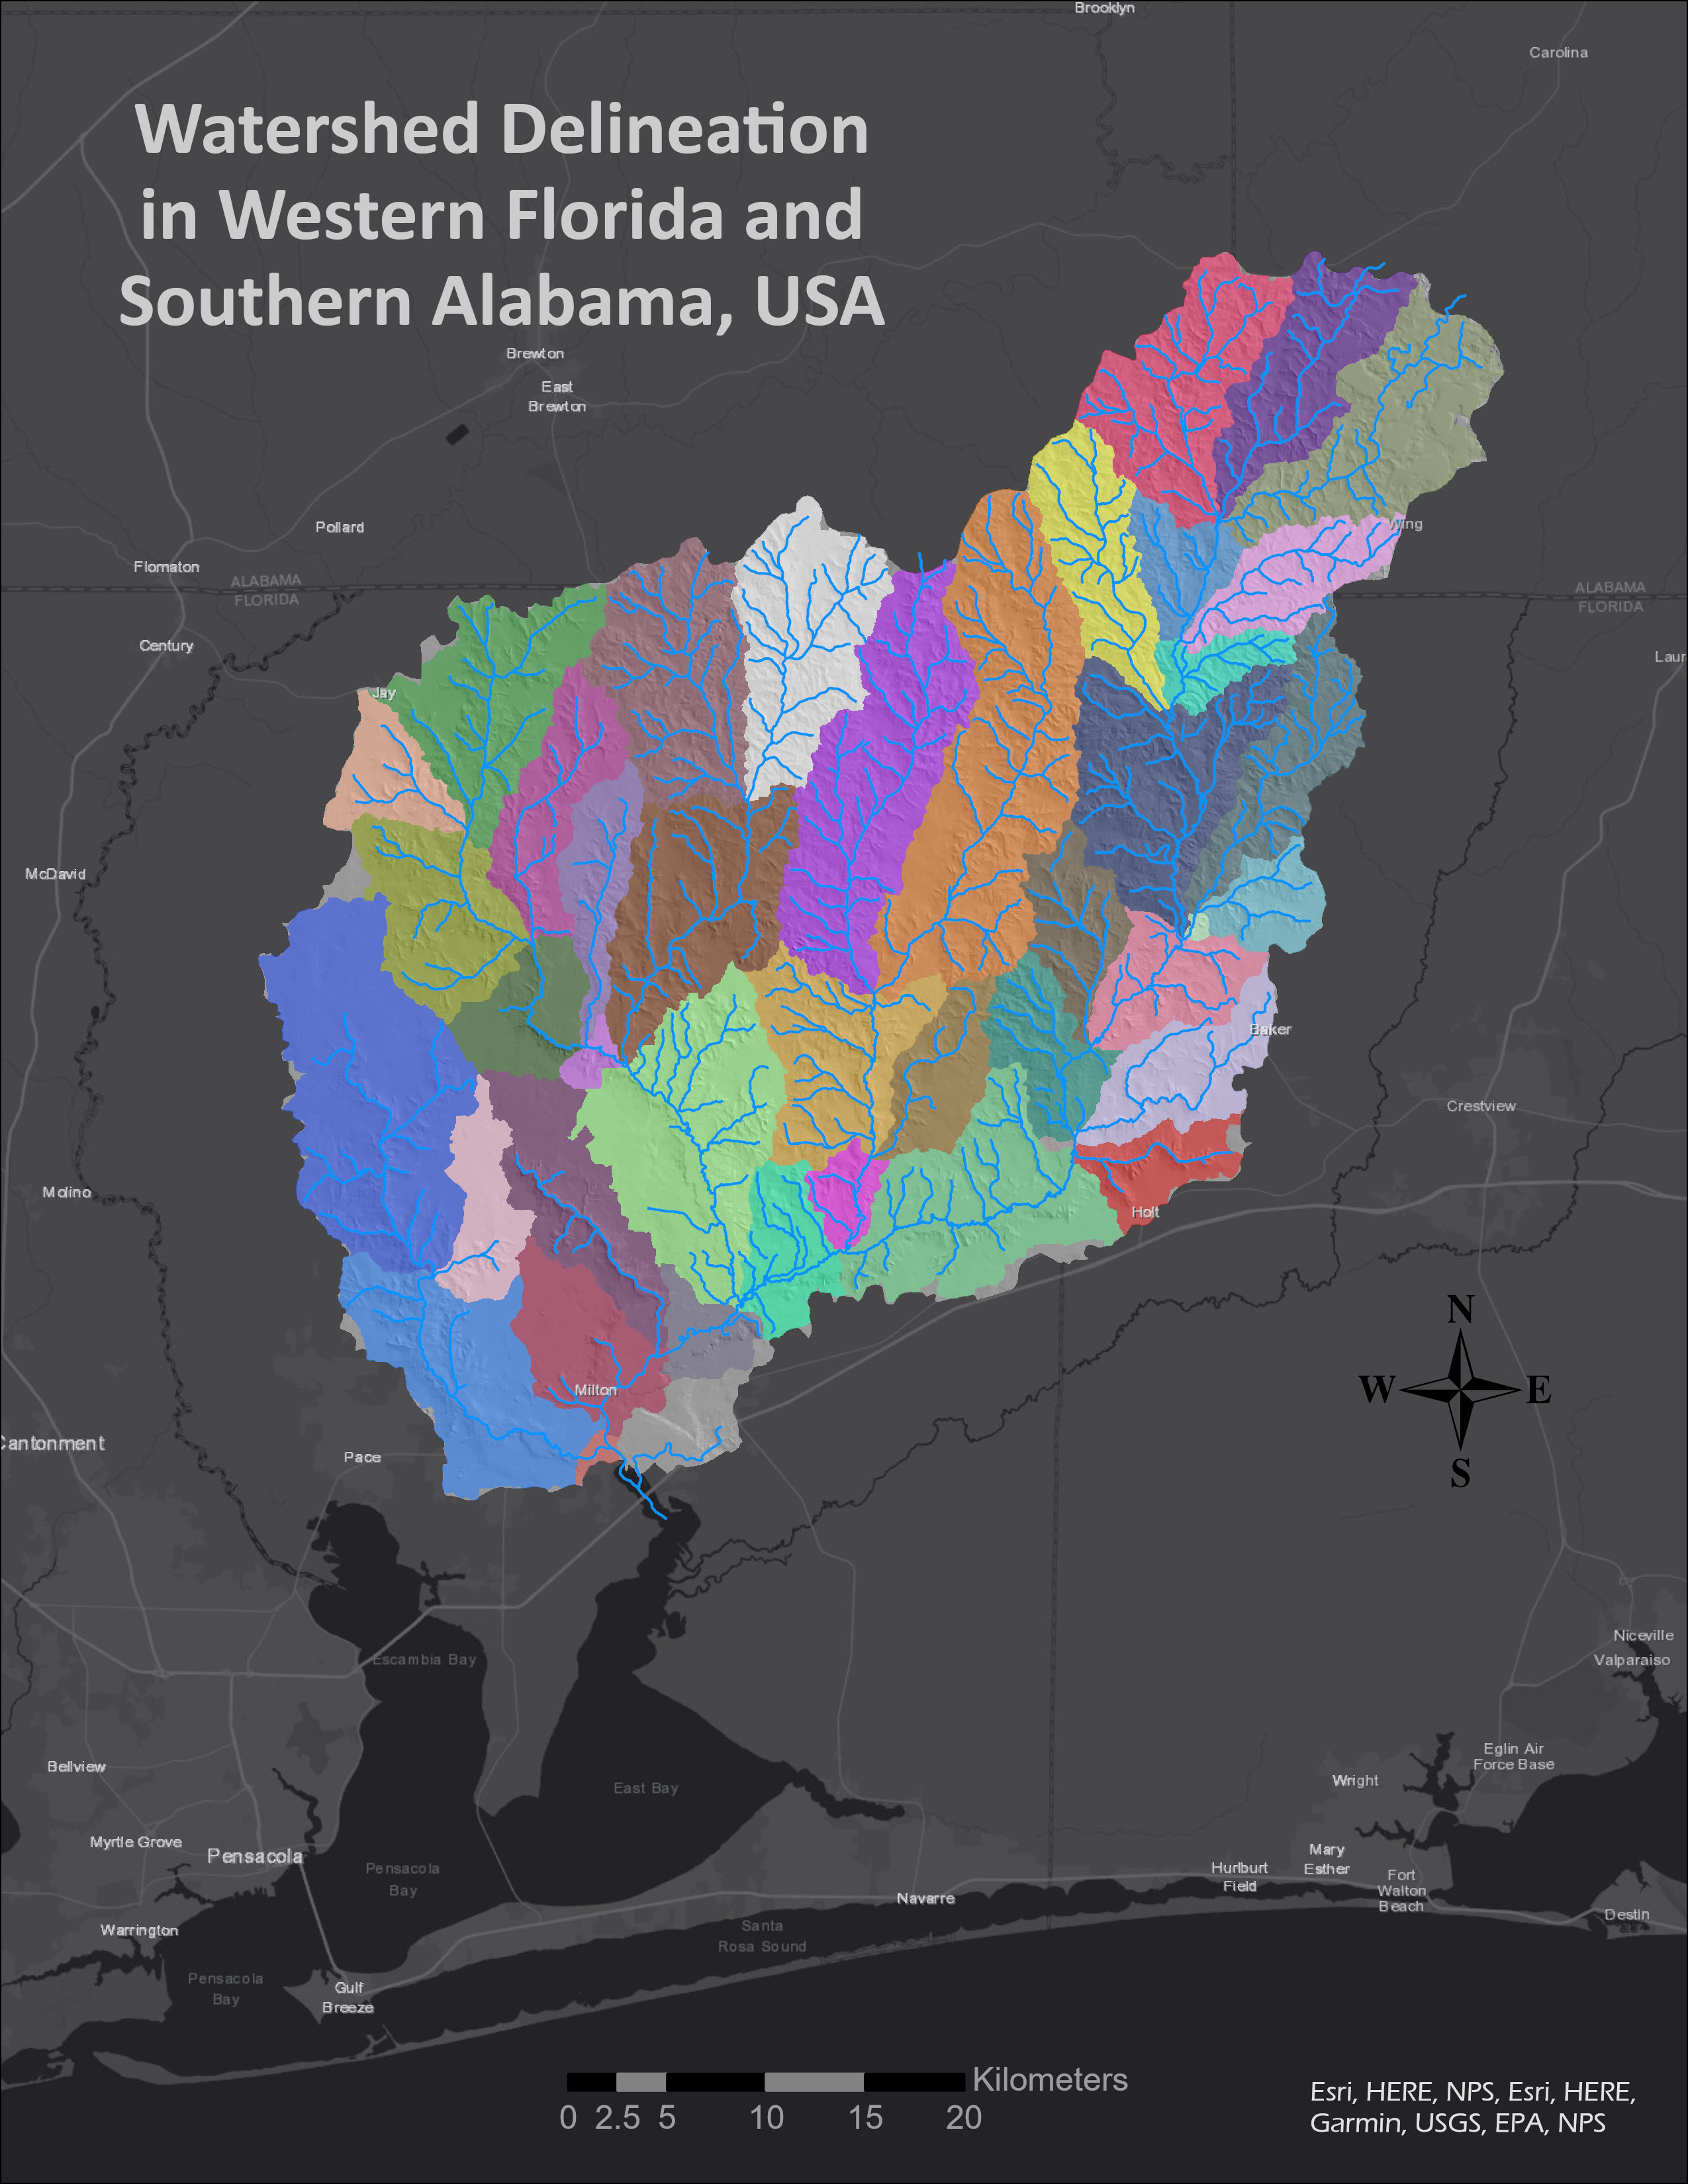 Brooklyn
Carolina
Watershed Delineation
in Western Florida and
Southern Alabama, USA
Brewton
East
Brewton
Pollard
Wing
Flomaton
ALABAMA
FLORIDA
ALABAMA
FLORIDA
Century
Laur
Jay
McDavid
Baker
Crestview
Molino
Holt
N
W
E
S
Milton
Cantonment
Pace
Niceville
Valparaiso
Escambia Bay
Eglin Air
Force Base
Bellview
Wright
East Bay
Myrtle Grove
Pensacola
Mary
Esther
Pensacola
Bay
Hurlburt
Field
Fort
Walton
Beach
Navarre
Destin
Warrington
Santa
Rosa Sound
Pensacola
Bay
Gulf
Breeze
Kilometers
0 2.5 5 10 15 20
Esri, HERE, NPS, Esri, HERE,
Garmin, USGS, EPA, NPS